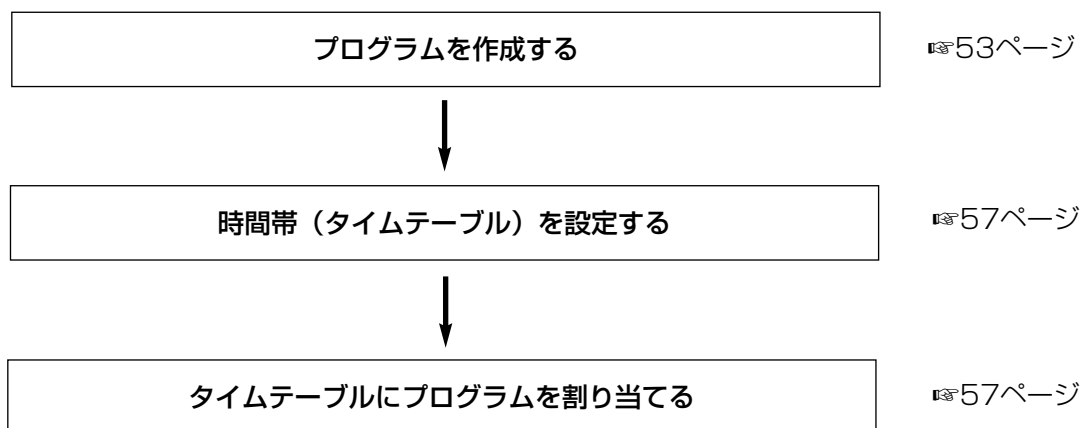 プログラムを作成する ☞53ページ
時間帯（タイムテーブル）を設定する ☞57ページ
タイムテーブルにプログラムを割り当てる ☞57ページ